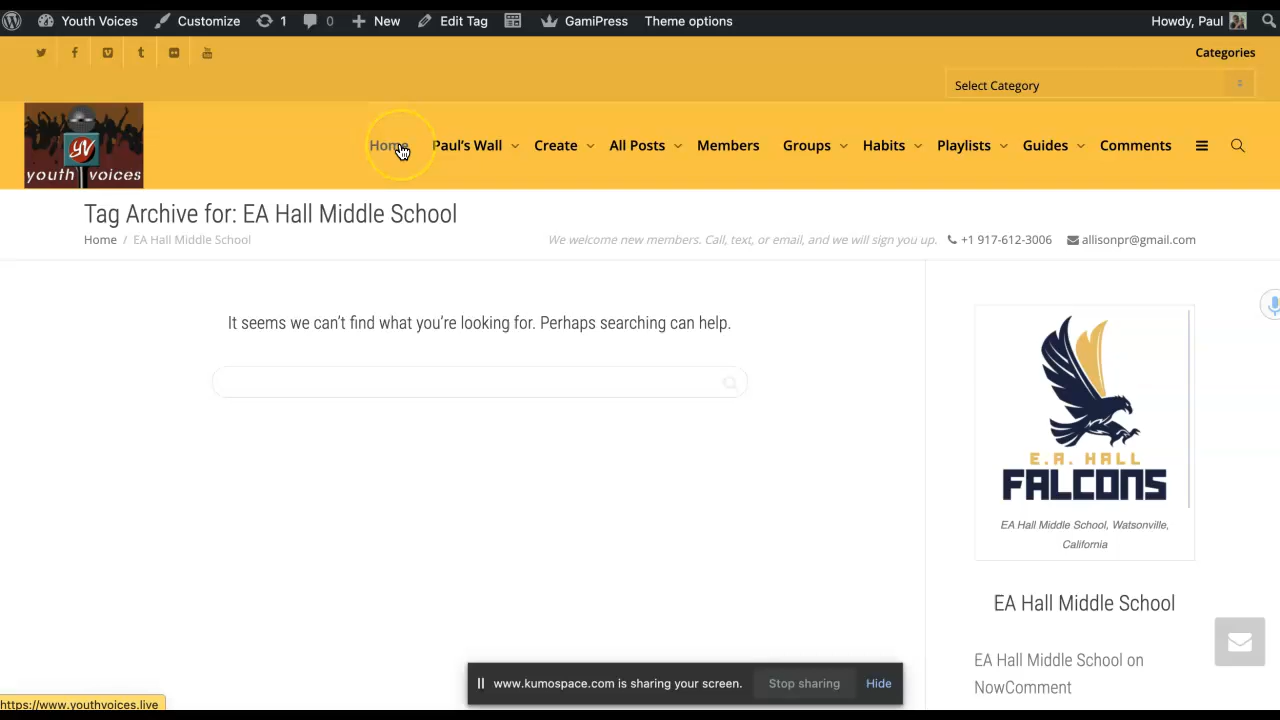 Youth Voices Customize 1 0 New Edit Tag GamiPress Theme options Howdy, Paul
Categories
Select Category
youth voices
Home Paul's Wall Create All Posts Members Groups Habits Playlists Guides Comments
Tag Archive for: EA Hall Middle School
Home / EA Hall Middle School
We welcome new members. Call, text, or email, and we will sign you up. +1 917-612-3006 allisonpr@gmail.com
It seems we can't find what you're looking for. Perhaps searching can help.
E.A. HALL
FALCONS
EA Hall Middle School, Watsonville,
California
EA Hall Middle School
EA Hall Middle School on
NowComment
www.kumospace.com is sharing your screen. Stop sharing Hide
https://www.youthvoices.live